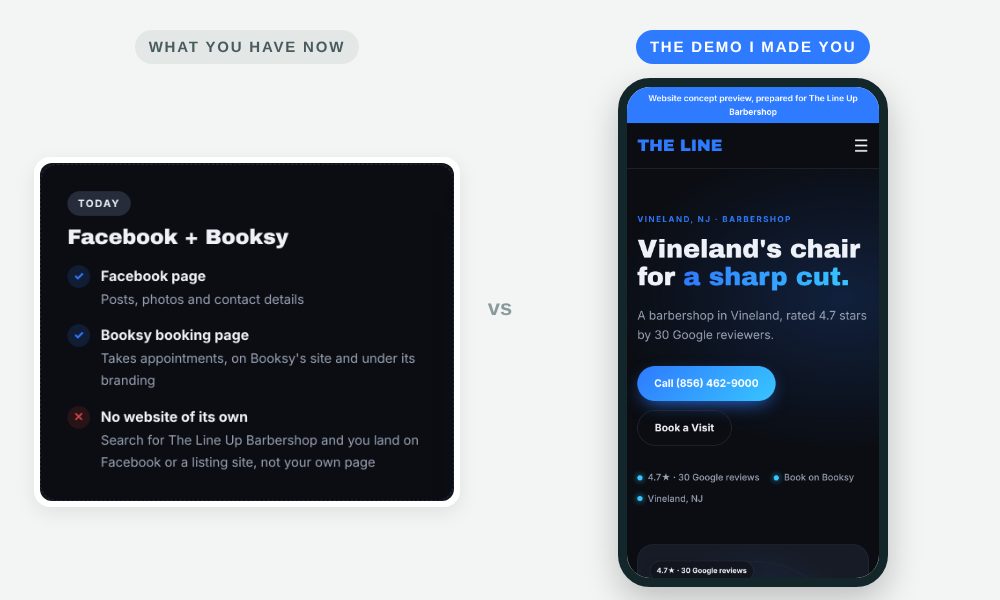 WHAT YOU HAVE NOW
TODAY
Facebook + Booksy
Facebook page
Posts, photos and contact details
Booksy booking page
Takes appointments, on Booksy's site and under its
branding
No website of its own
Search for The Line Up Barbershop and you land on
Facebook or a listing site, not your own page
vs
THE DEMO I MADE YOU
Website concept preview, prepared for The Line Up
Barbershop
THE LINE
VINELAND, NJ · BARBERSHOP
Vineland's chair
for a sharp cut.
A barbershop in Vineland, rated 4.7 stars
by 30 Google reviewers.
Call (856) 462-9000
Book a Visit
4.7★ · 30 Google reviews
Book on Booksy
Vineland, NJ
4.7★ · 30 Google reviews